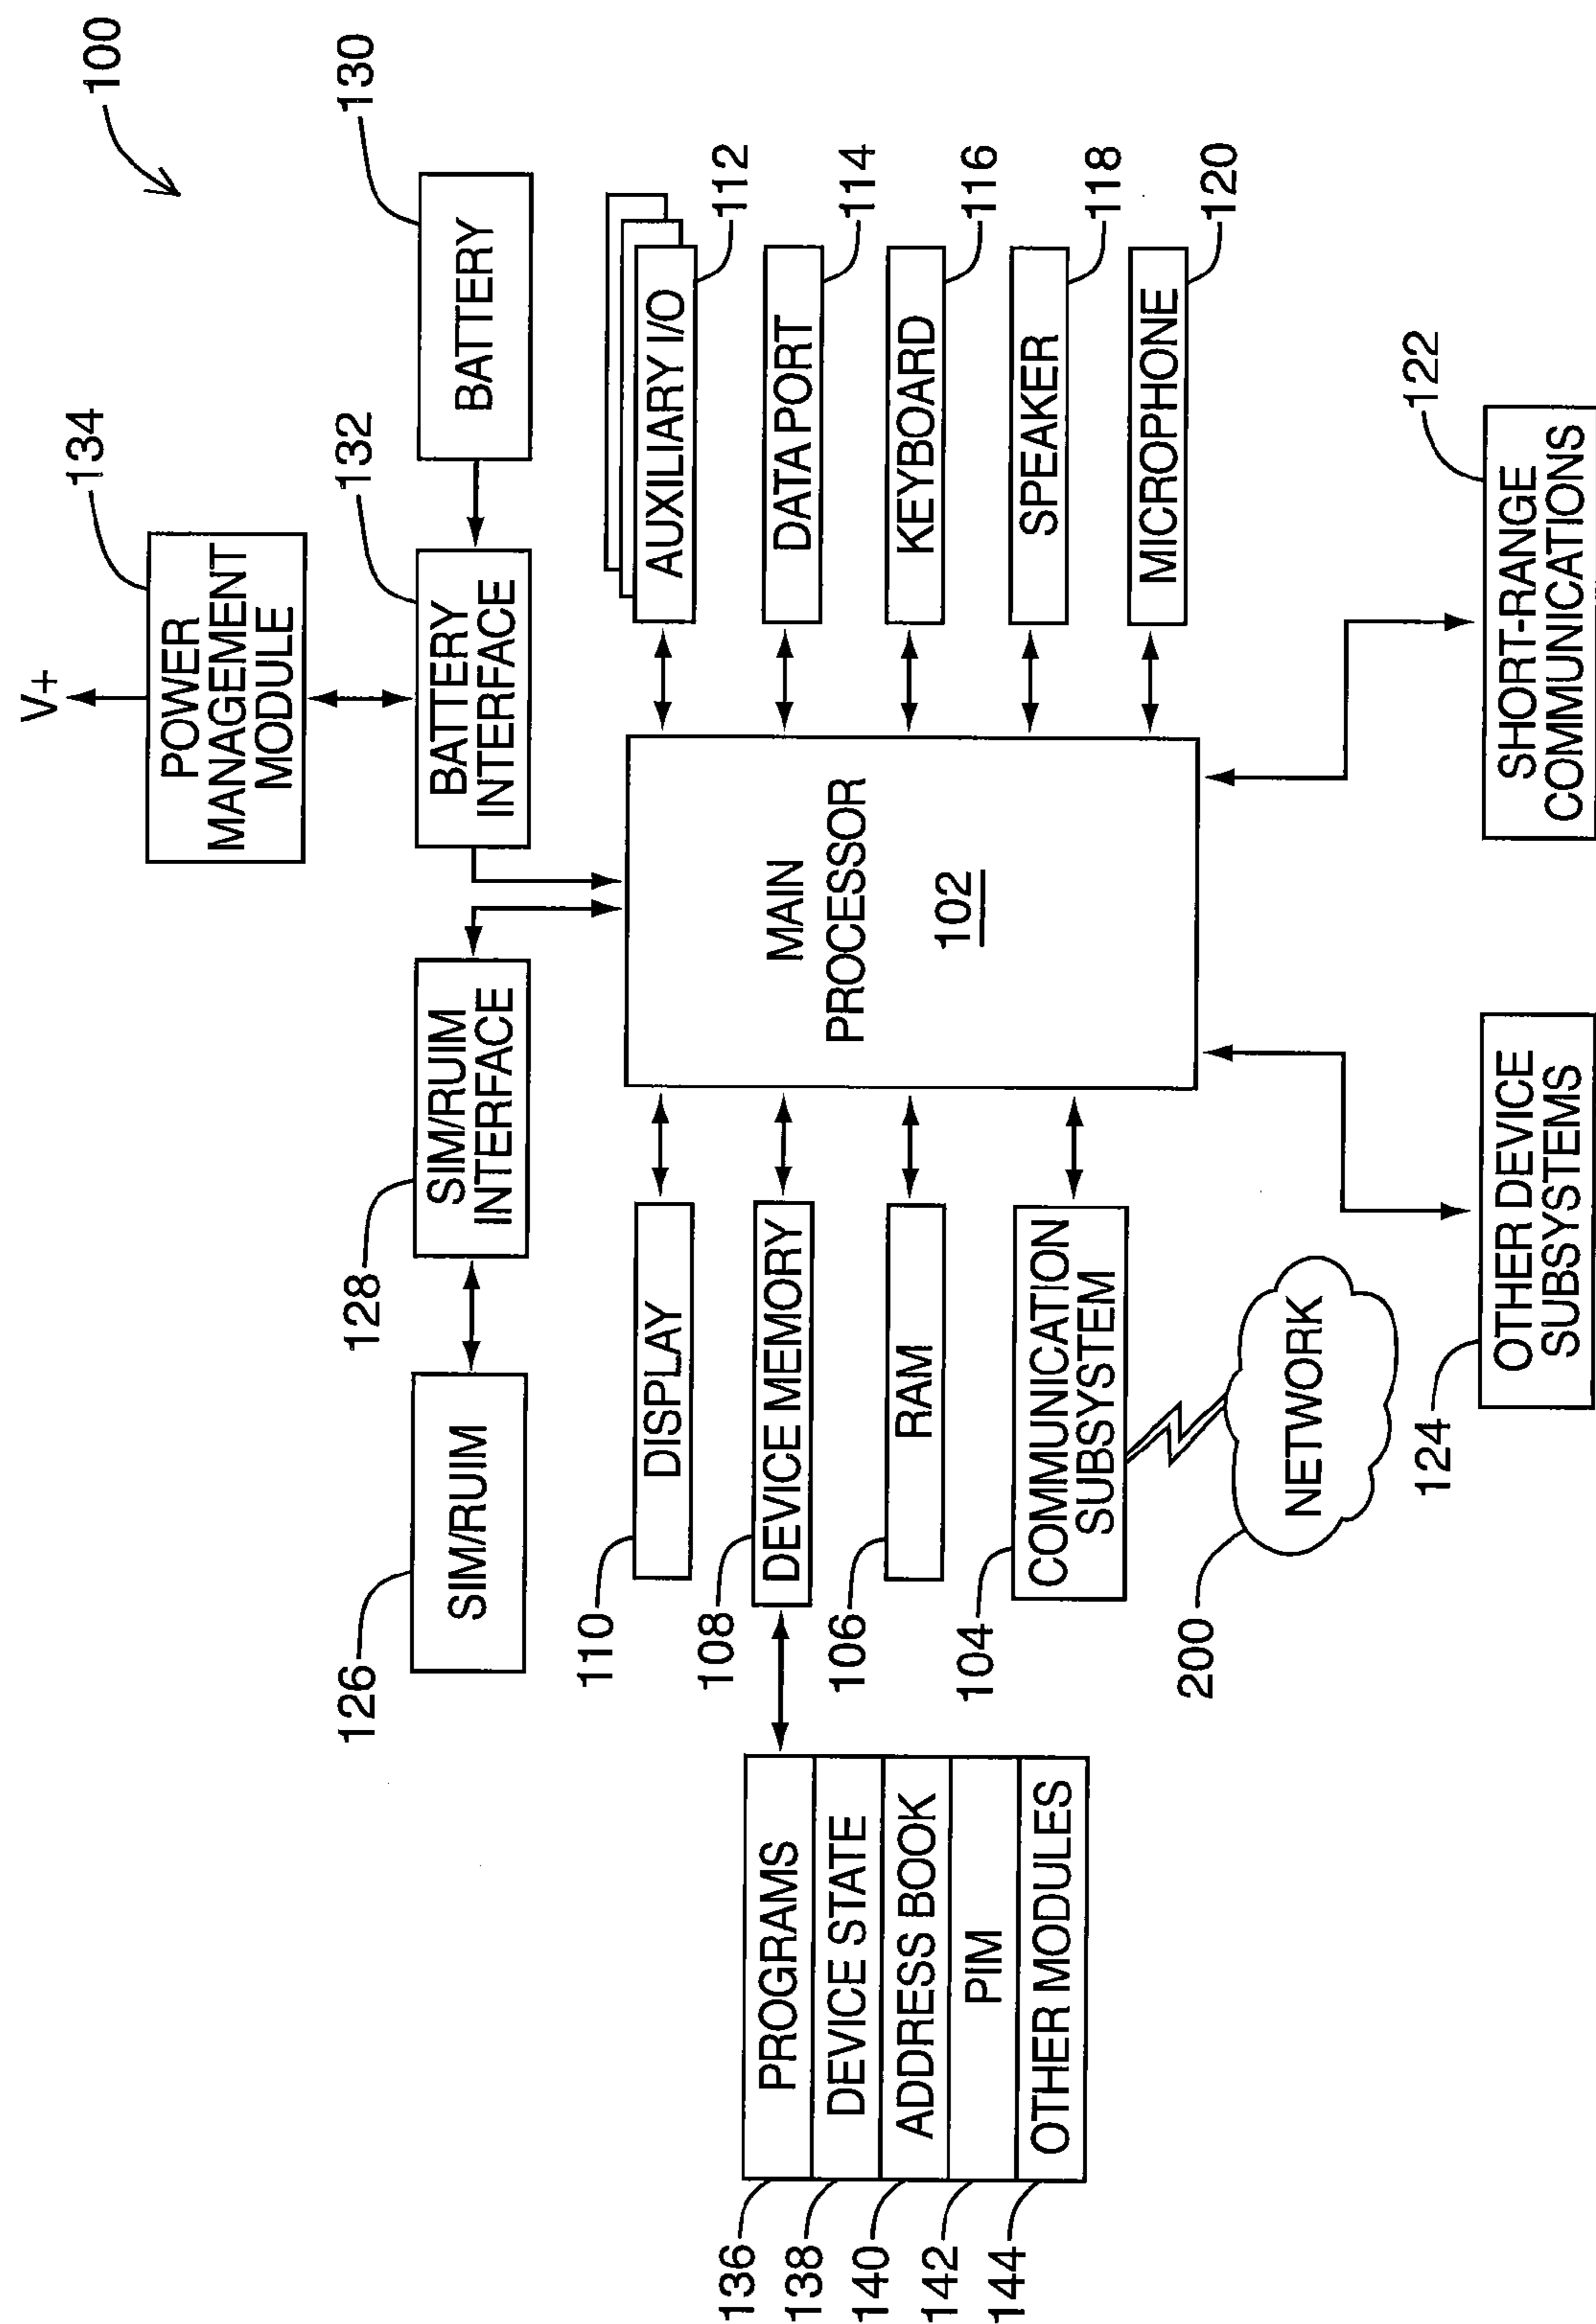 100
V+
134
POWER
MANAGEMENT
MODULE
126
SIM/RUIM
128
SIM/RUIM
INTERFACE
132
BATTERY
INTERFACE
130
BATTERY
110
DISPLAY
108
DEVICE MEMORY
106
RAM
104
COMMUNICATION
SUBSYSTEM
200
NETWORK
MAIN
PROCESSOR
102
AUXILIARY I/O
112
DATA PORT
114
KEYBOARD
116
SPEAKER
118
MICROPHONE
120
136
PROGRAMS
138
DEVICE STATE
140
ADDRESS BOOK
142
PIM
144
OTHER MODULES
124
OTHER DEVICE
SUBSYSTEMS
122
SHORT-RANGE
COMMUNICATIONS